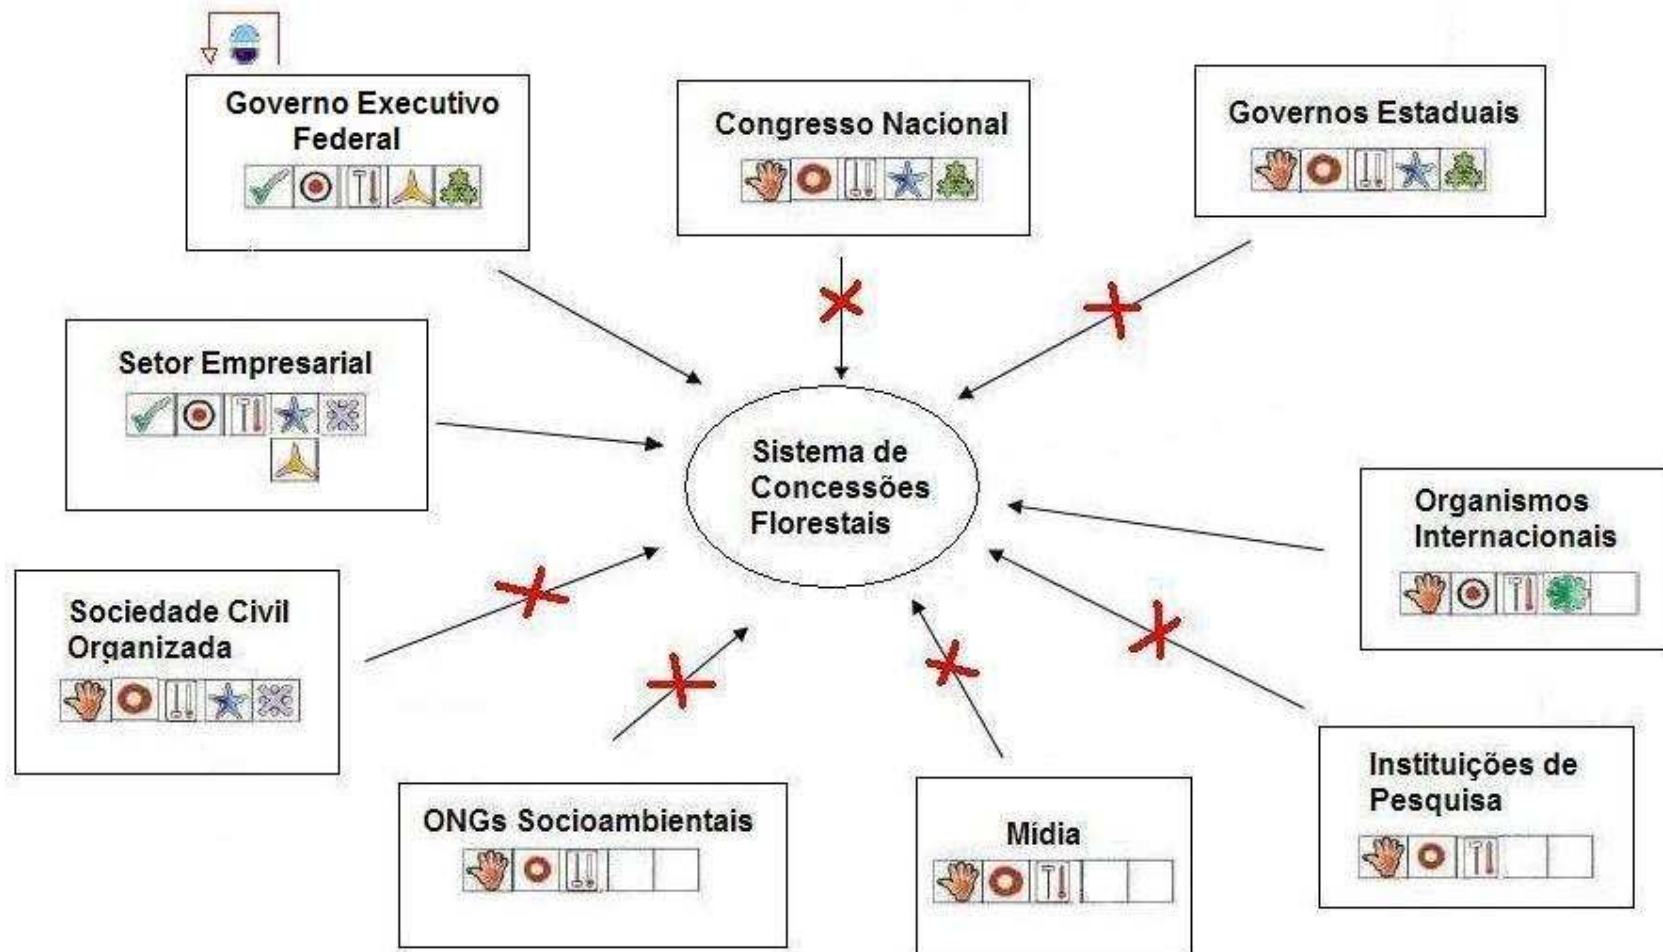 Governo Executivo
Federal
Congresso Nacional
Governos Estaduais
Setor Empresarial
Sistema de
Concessões
Florestais
Organismos
Internacionais
Sociedade Civil
Organizada
ONGs Socioambientais
Mídia
Instituições de
Pesquisa